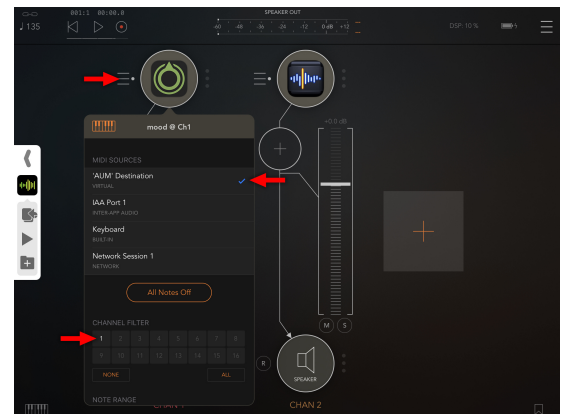 001:1 00:00.0
♩135
SPEAKER OUT
-60 -48 -36 -24 -12 0 dB +12
DSP: 10 %
mood @ Ch1
MIDI SOURCES
'AUM' Destination
VIRTUAL
IAA Port 1
INTER-APP AUDIO
Keyboard
BUILT-IN
Network Session 1
NETWORK
All Notes Off
CHANNEL FILTER
1 2 3 4 5 6 7 8
9 10 11 12 13 14 15 16
NONE ALL
NOTE RANGE
+0.0 dB
M S
R
SPEAKER
CHAN 2